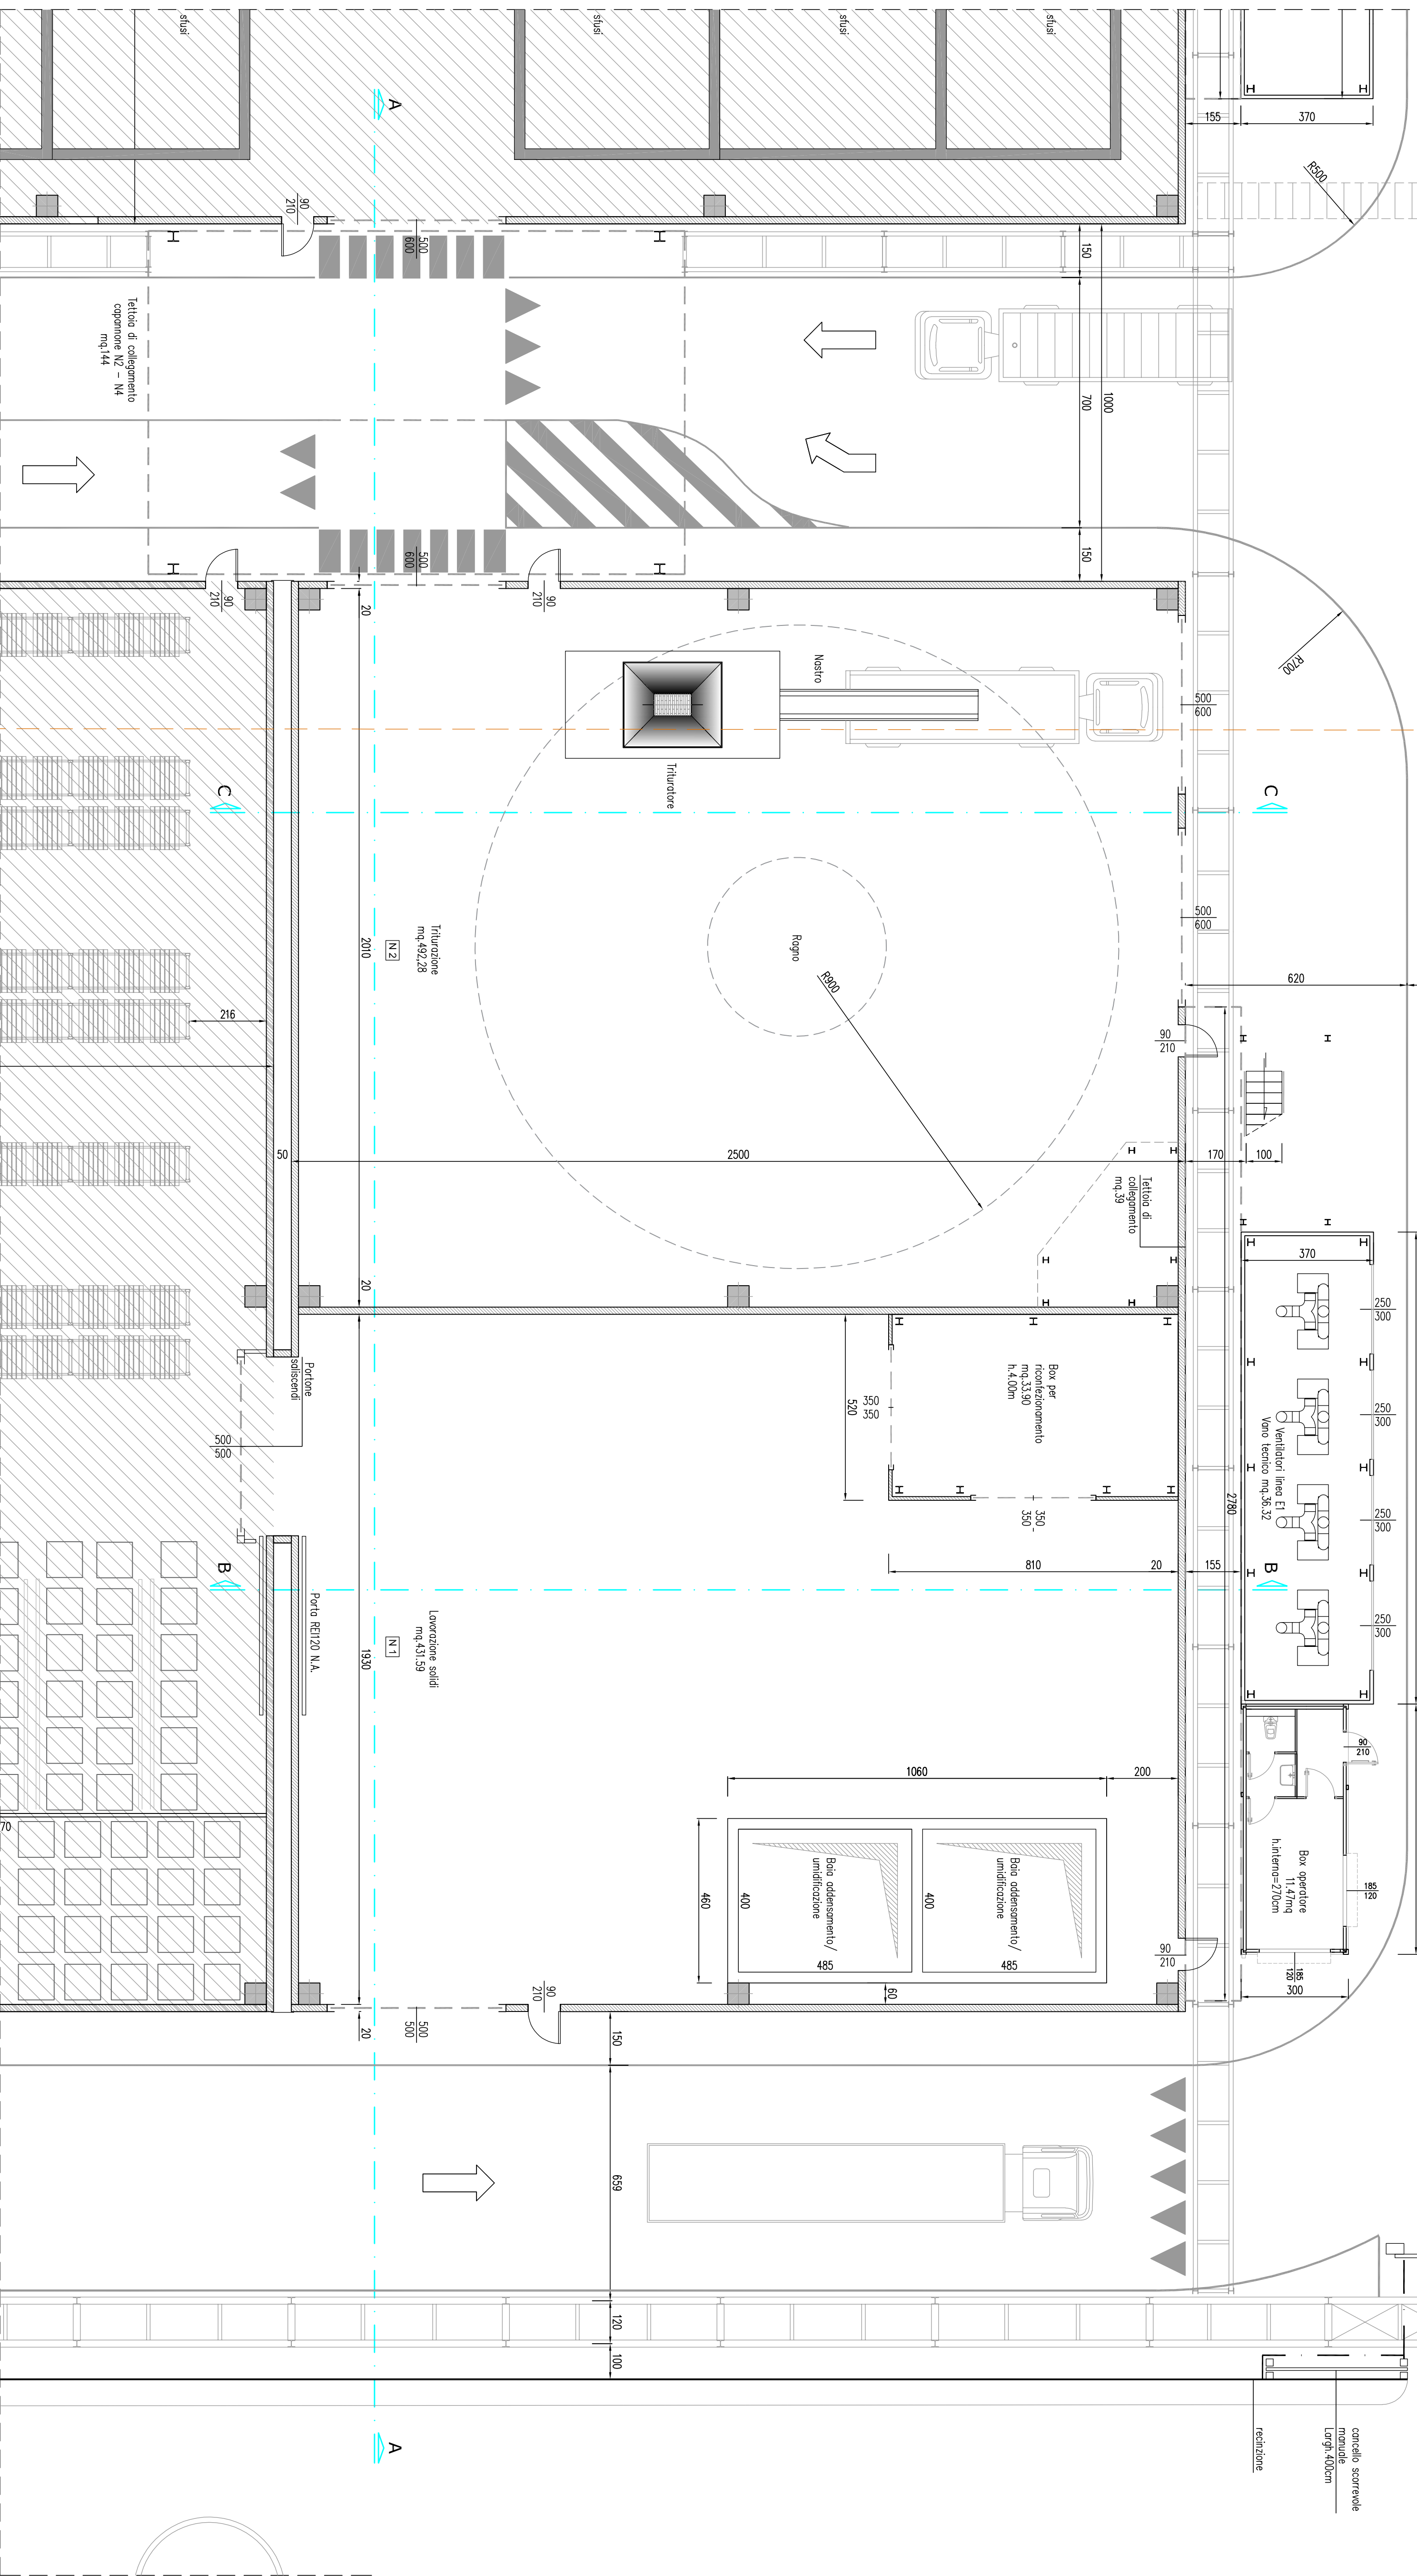 sfusi
sfusi
sfusi
sfusi
A
155
370
R500
90
210
500
600
150
1000
700
Tettoia di collegamento
capannone N2 - N4
mq.144
500
600
150
90
210
90
210
20
R700
Nastro
Trituratore
500
600
C
C
500
600
Ragno
R900
Triturazione
mq.492,28
N 2
2010
216
620
90
210
50
2500
170
100
Tettoia di
collegamento
mq.39
20
370
250
300
250
300
250
300
250
300
Ventilatori linea E1
Vano tecnico mq.36.32
Portone
saliscendi
500
500
520
350
350
Box per
riconfezionamento
mq.33.90
h.4.00m
350
350
2780
810
20
155
B
B
Porta REI120 N.A.
Lavorazione solidi
mq.431.59
N 1
1930
90
210
1060
200
460
400
400
Baia addensamento/
umidificazione
Baia addensamento/
umidificazione
485
485
60
Box operatore
11.47mq
h.interna=270cm
185
120
185
120
300
90
210
70
20
500
500
90
210
150
659
120
100
A
recinzione
cancello scorrevole
manuale
Largh.400cm